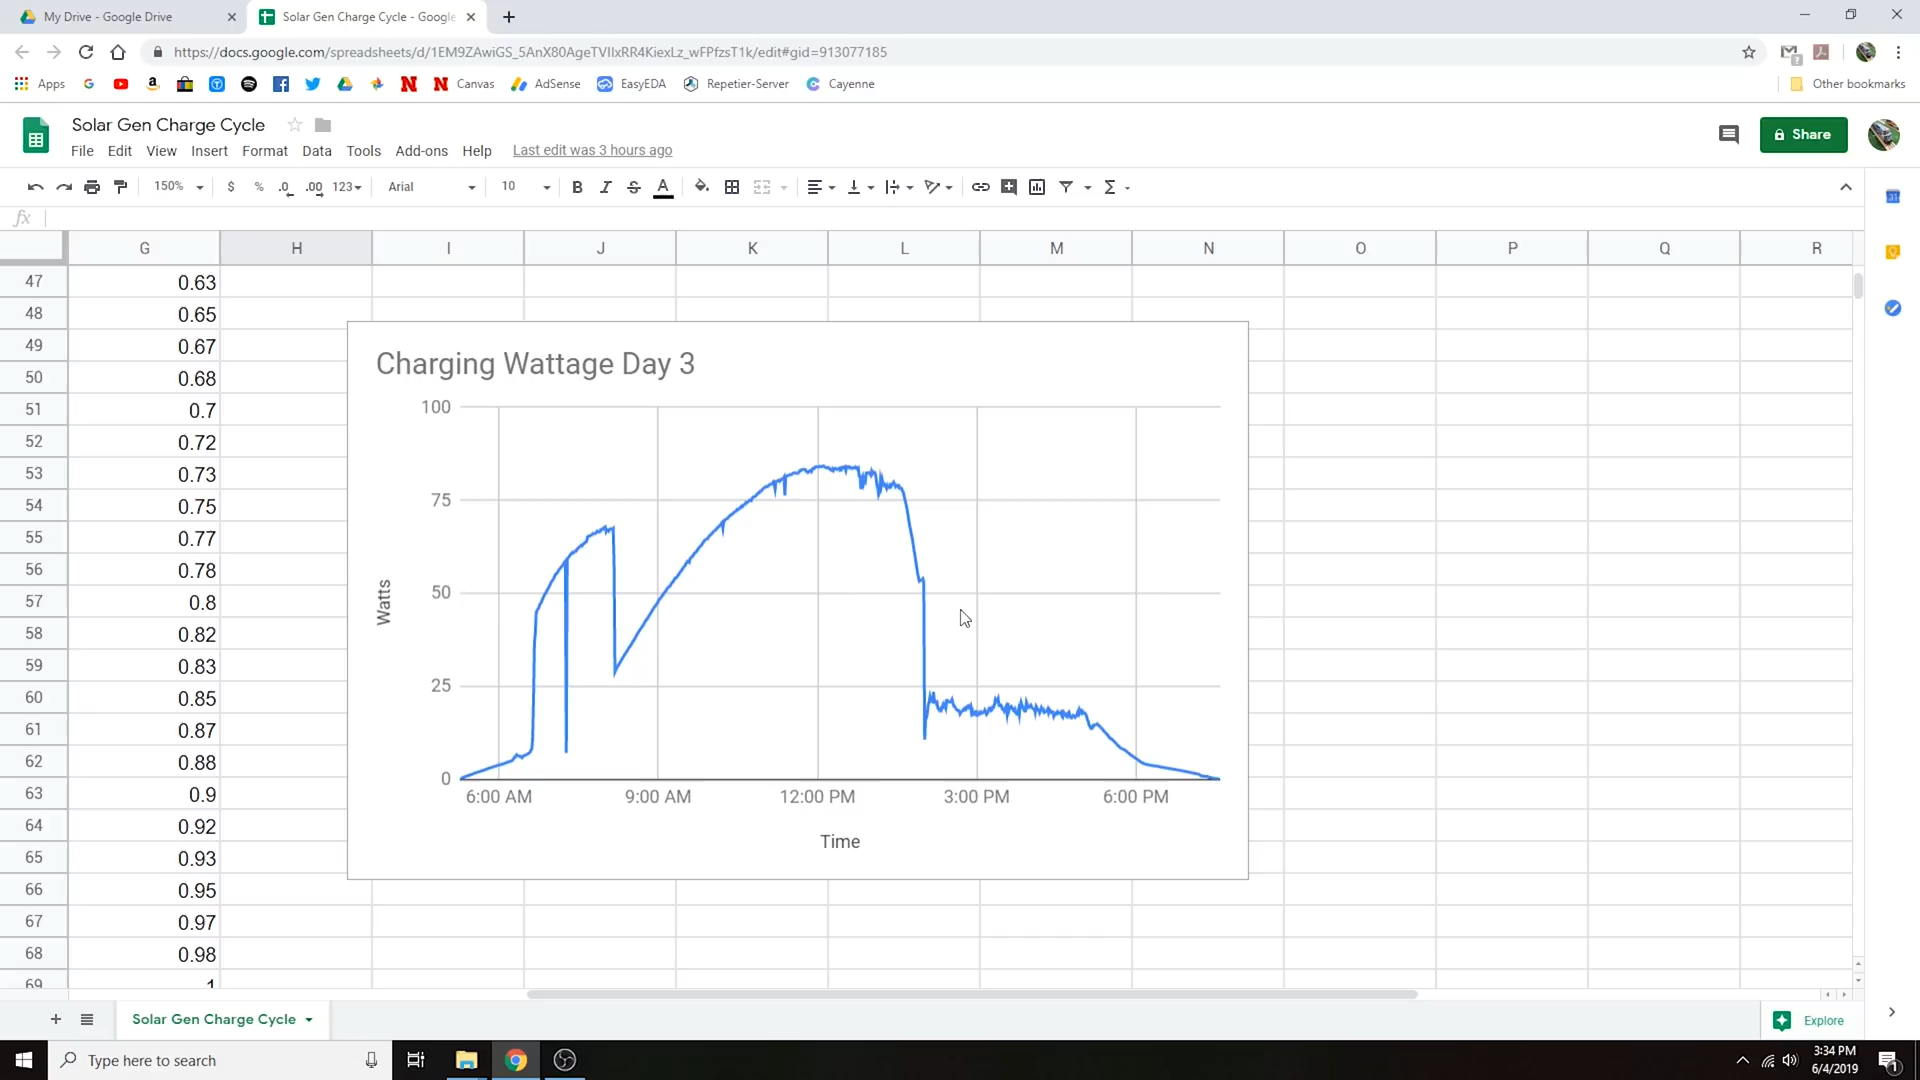 My Drive - Google Drive
Solar Gen Charge Cycle - Google
https://docs.google.com/spreadsheets/d/1EM9ZAwiGS_5AnX80AgeTVIIxRR4KiexLz_wFPfzsT1k/edit#gid=913077185
Apps
Canvas
AdSense
EasyEDA
Repetier-Server
Cayenne
Other bookmarks
Solar Gen Charge Cycle
Share
File Edit View Insert Format Data Tools Add-ons Help Last edit was 3 hours ago
150% $ % .0 .00 123 Arial 10 B I S A Σ
fx
G H I J K L M N O P Q R
47 0.63
48 0.65
49 0.67
50 0.68
51 0.7
52 0.72
53 0.73
54 0.75
55 0.77
56 0.78
57 0.8
58 0.82
59 0.83
60 0.85
61 0.87
62 0.88
63 0.9
64 0.92
65 0.93
66 0.95
67 0.97
68 0.98
69 1
Charging Wattage Day 3
100
75
50
25
0
Watts
6:00 AM 9:00 AM 12:00 PM 3:00 PM 6:00 PM
Time
Solar Gen Charge Cycle
Explore
Type here to search
3:34 PM
6/4/2019